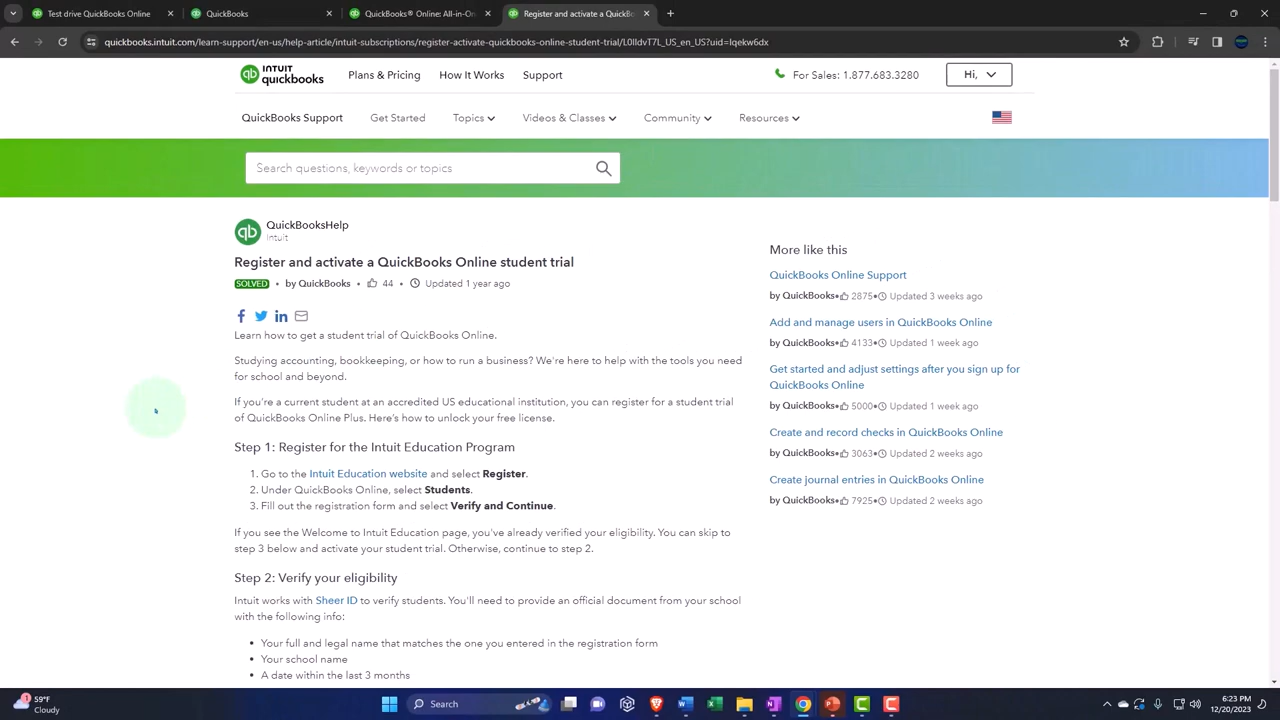 Test drive QuickBooks Online
QuickBooks
QuickBooks® Online: All-In-On
Register and activate a QuickBo
quickbooks.intuit.com/learn-support/en-us/help-article/intuit-subscriptions/register-activate-quickbooks-online-student-trial/L0lldvT7L_US_en_US?uid=lqekw6dx
INTUIT quickbooks
Plans & Pricing
How It Works
Support
For Sales: 1.877.683.3280
Hi,
QuickBooks Support
Get Started
Topics
Videos & Classes
Community
Resources
Search questions, keywords or topics
qb
QuickBooksHelp
Intuit
Register and activate a QuickBooks Online student trial
SOLVED • by QuickBooks • 44 • Updated 1 year ago
Learn how to get a student trial of QuickBooks Online.
Studying accounting, bookkeeping, or how to run a business? We're here to help with the tools you need
for school and beyond.
If you're a current student at an accredited US educational institution, you can register for a student trial
of QuickBooks Online Plus. Here's how to unlock your free license.
Step 1: Register for the Intuit Education Program
1. Go to the Intuit Education website and select Register.
2. Under QuickBooks Online, select Students.
3. Fill out the registration form and select Verify and Continue.
If you see the Welcome to Intuit Education page, you've already verified your eligibility. You can skip to
step 3 below and activate your student trial. Otherwise, continue to step 2.
Step 2: Verify your eligibility
Intuit works with Sheer ID to verify students. You'll need to provide an official document from your school
with the following info:
• Your full and legal name that matches the one you entered in the registration form
• Your school name
• A date within the last 3 months
More like this
QuickBooks Online Support
by QuickBooks• 2875• Updated 3 weeks ago
Add and manage users in QuickBooks Online
by QuickBooks• 4133• Updated 1 week ago
Get started and adjust settings after you sign up for
QuickBooks Online
by QuickBooks• 5000• Updated 1 week ago
Create and record checks in QuickBooks Online
by QuickBooks• 3063• Updated 2 weeks ago
Create journal entries in QuickBooks Online
by QuickBooks• 7925• Updated 2 weeks ago
59°F
Cloudy
Search
6:23 PM
12/20/2023